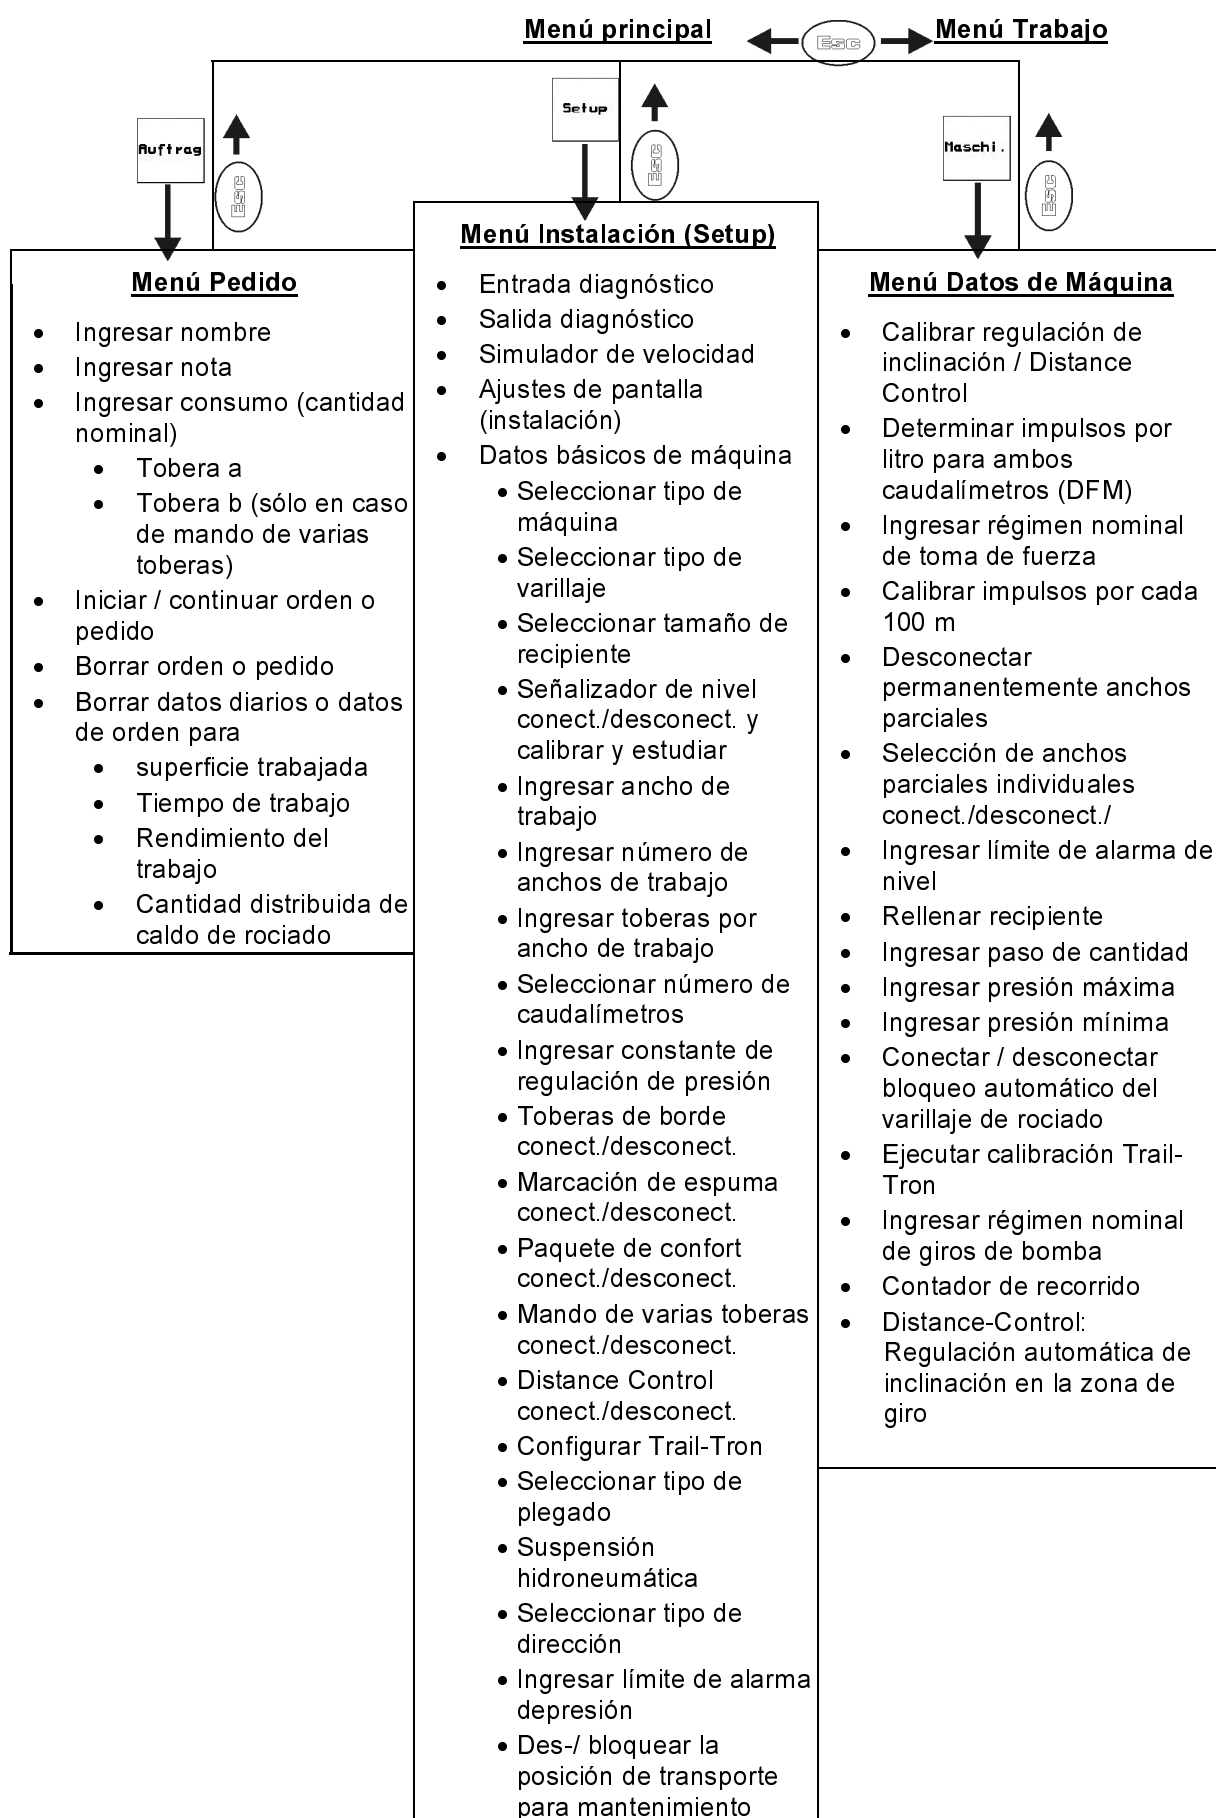 Menú principal
Esc
Menú Trabajo
Auftrag
Esc
Setup
Esc
Maschi.
Esc
Menú Pedido
• Ingresar nombre
• Ingresar nota
• Ingresar consumo (cantidad
nominal)
• Tobera a
• Tobera b (sólo en caso
de mando de varias
toberas)
• Iniciar / continuar orden o
pedido
• Borrar orden o pedido
• Borrar datos diarios o datos
de orden para
• superficie trabajada
• Tiempo de trabajo
• Rendimiento del
trabajo
• Cantidad distribuida de
caldo de rociado
Menú Instalación (Setup)
• Entrada diagnóstico
• Salida diagnóstico
• Simulador de velocidad
• Ajustes de pantalla
(instalación)
• Datos básicos de máquina
• Seleccionar tipo de
máquina
• Seleccionar tipo de
varillaje
• Seleccionar tamaño de
recipiente
• Señalizador de nivel
conect./desconect. y
calibrar y estudiar
• Ingresar ancho de
trabajo
• Ingresar número de
anchos de trabajo
• Ingresar toberas por
ancho de trabajo
• Seleccionar número de
caudalímetros
• Ingresar constante de
regulación de presión
• Toberas de borde
conect./desconect.
• Marcación de espuma
conect./desconect.
• Paquete de confort
conect./desconect.
• Mando de varias toberas
conect./desconect.
• Distance Control
conect./desconect.
• Configurar Trail-Tron
• Seleccionar tipo de
plegado
• Suspensión
hidroneumática
• Seleccionar tipo de
dirección
• Ingresar límite de alarma
depresión
• Des-/ bloquear la
posición de transporte
para mantenimiento
Menú Datos de Máquina
• Calibrar regulación de
inclinación / Distance
Control
• Determinar impulsos por
litro para ambos
caudalímetros (DFM)
• Ingresar régimen nominal
de toma de fuerza
• Calibrar impulsos por cada
100 m
• Desconectar
permanentemente anchos
parciales
• Selección de anchos
parciales individuales
conect./desconect./
• Ingresar límite de alarma de
nivel
• Rellenar recipiente
• Ingresar paso de cantidad
• Ingresar presión máxima
• Ingresar presión mínima
• Conectar / desconectar
bloqueo automático del
varillaje de rociado
• Ejecutar calibración Trail-
Tron
• Ingresar régimen nominal
de giros de bomba
• Contador de recorrido
• Distance-Control:
Regulación automática de
inclinación en la zona de
giro